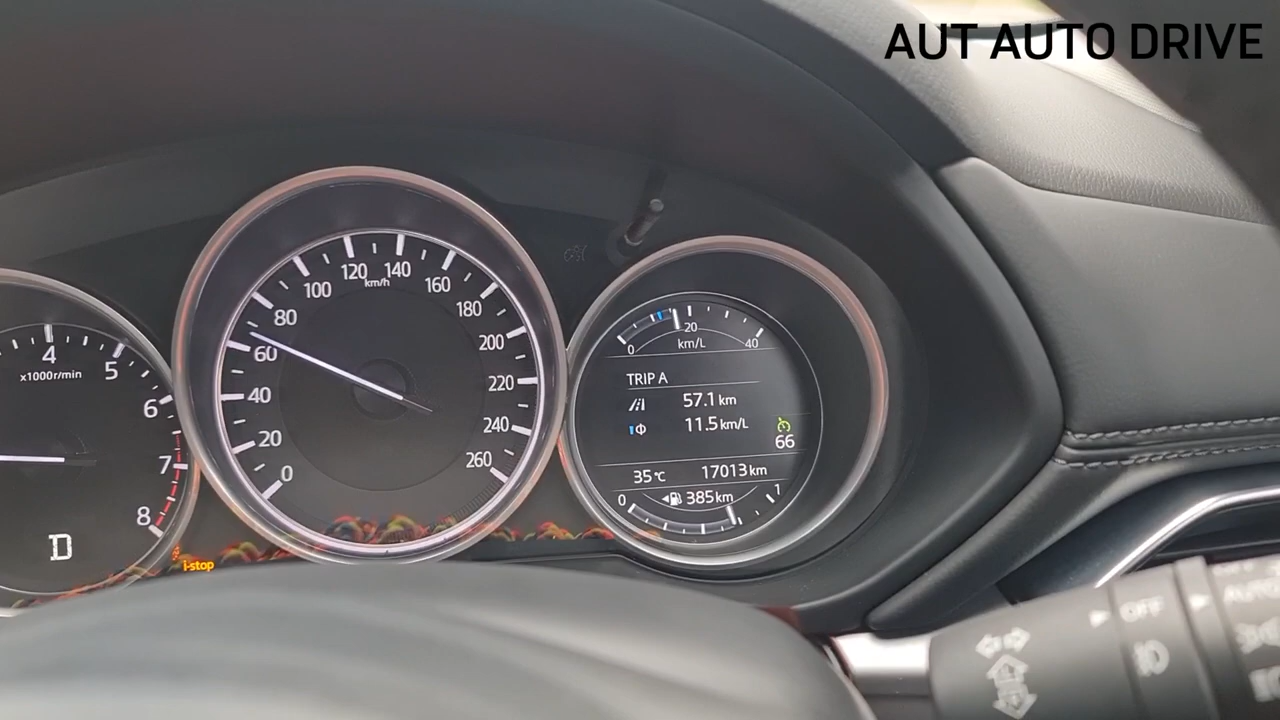 AUT AUTO DRIVE
4
5
6
7
8
x1000r/min
D
i-stop
0
20
40
60
80
100
120
140
160
180
200
220
240
260
km/h
0
20
40
km/L
TRIP A
57.1 km
11.5 km/L
66
35℃
17013 km
0
385 km
1
OFF
AUTO